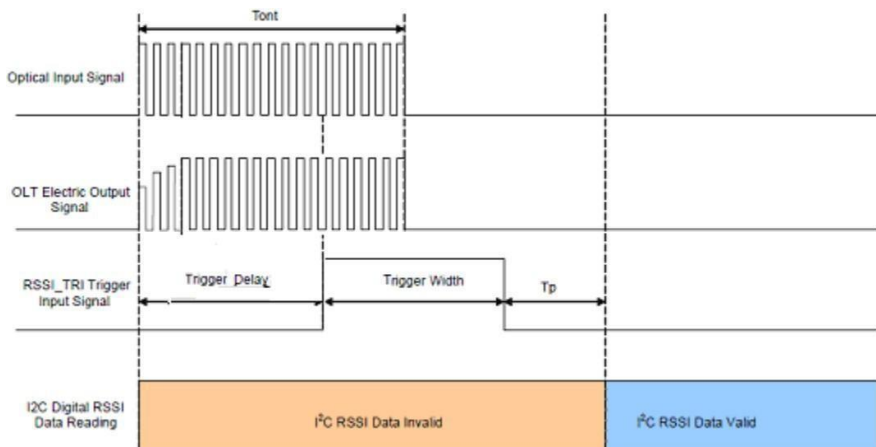 Tont
Optical Input Signal
OLT Electric Output
Signal
RSSI_TRI Trigger
Input Signal
Trigger Delay
Trigger Width
Tp
I2C Digital RSSI
Data Reading
I²C RSSI Data Invalid
I²C RSSI Data Valid